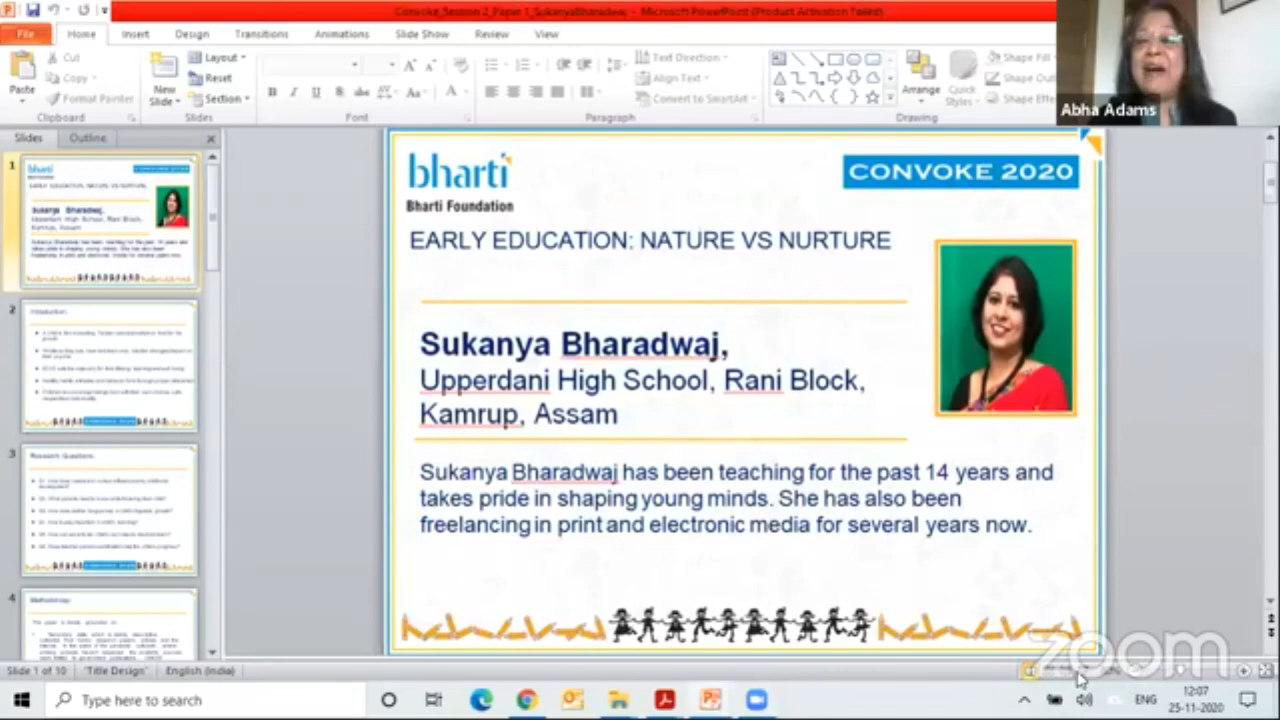 Convoke_Session 2_Paper 1_SukanyaBharadwaj - Microsoft PowerPoint (Product Activation Failed)
File Home Insert Design Transitions Animations Slide Show Review View
Cut
Copy
Format Painter
Paste
Clipboard
New Slide
Layout
Reset
Section
Slides
Font
Text Direction
Align Text
Convert to SmartArt
Paragraph
Arrange
Quick Styles
Shape Fill
Drawing
Abha Adams
Slides Outline
1
2
3
4
bharti
Bharti Foundation
CONVOKE 2020
EARLY EDUCATION: NATURE VS NURTURE
Sukanya Bharadwaj,
Upperdani High School, Rani Block,
Kamrup, Assam
Sukanya Bharadwaj has been teaching for the past 14 years and
takes pride in shaping young minds. She has also been
freelancing in print and electronic media for several years now.
Introduction
Research Questions
Methodology
zoom
Slide 1 of 10 "Title Design" English (India)
Type here to search
ENG
12:07
25-11-2020